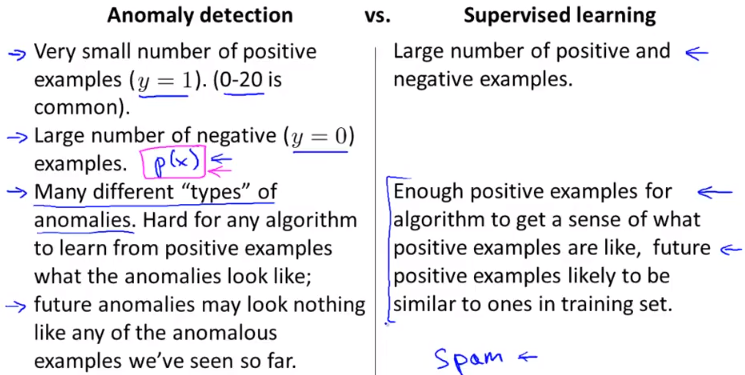 Anomaly detection vs. Supervised learning
Very small number of positive
examples (y = 1). (0-20 is
common).
Large number of negative (y = 0)
examples. p(x)
Many different “types” of
anomalies. Hard for any algorithm
to learn from positive examples
what the anomalies look like;
future anomalies may look nothing
like any of the anomalous
examples we’ve seen so far.
Large number of positive and
negative examples.
Enough positive examples for
algorithm to get a sense of what
positive examples are like, future
positive examples likely to be
similar to ones in training set.
Spam